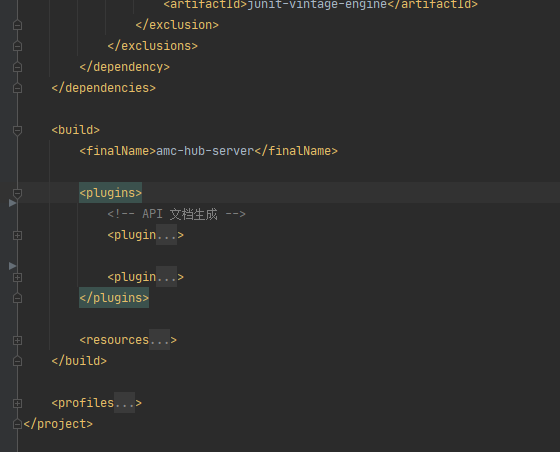 <artifactId>junit-vintage-engine</artifactId>
</exclusion>
</exclusions>
</dependency>
</dependencies>
<build>
<finalName>amc-hub-server</finalName>
<plugins>
<!-- API 文档生成 -->
<plugin...>
<plugin...>
</plugins>
<resources...>
</build>
<profiles...>
</project>